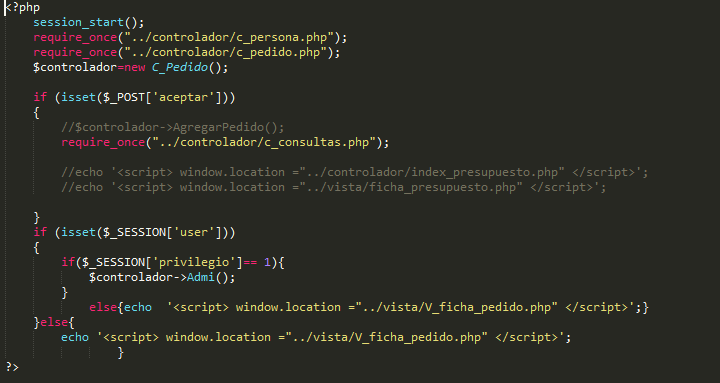 <?php
session_start();
require_once("../controlador/c_persona.php");
require_once("../controlador/c_pedido.php");
$controlador=new C_Pedido();
if (isset($_POST['aceptar']))
{
//$controlador->AgregarPedido();
require_once("../controlador/c_consultas.php");
//echo '<script> window.location ="../controlador/index_presupuesto.php" </script>';
//echo '<script> window.location ="../vista/ficha_presupuesto.php" </script>';
}
if (isset($_SESSION['user']))
{
if($_SESSION['privilegio']== 1){
$controlador->Admi();
}
else{echo  '<script> window.location ="../vista/V_ficha_pedido.php" </script>';}
}else{
echo '<script> window.location ="../vista/V_ficha_pedido.php" </script>';
}
?>